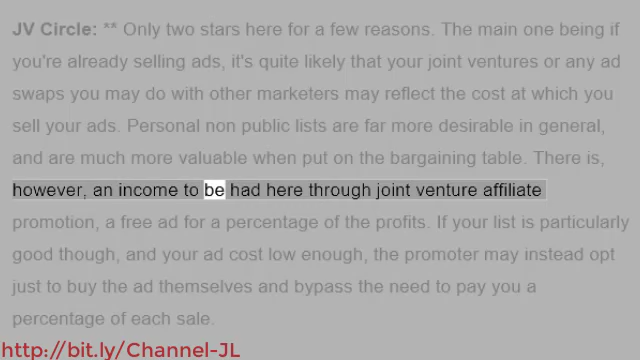 JV Circle: ** Only two stars here for a few reasons. The main one being if
you're already selling ads, it's quite likely that your joint ventures or any ad
swaps you may do with other marketers may reflect the cost at which you
sell your ads. Personal non public lists are far more desirable in general,
and are much more valuable when put on the bargaining table. There is,
however, an income to be had here through joint venture affiliate
promotion, a free ad for a percentage of the profits. If your list is particularly
good though, and your ad cost low enough, the promoter may instead opt
just to buy the ad themselves and bypass the need to pay you a
percentage of each sale.
http://bit.ly/Channel-JL